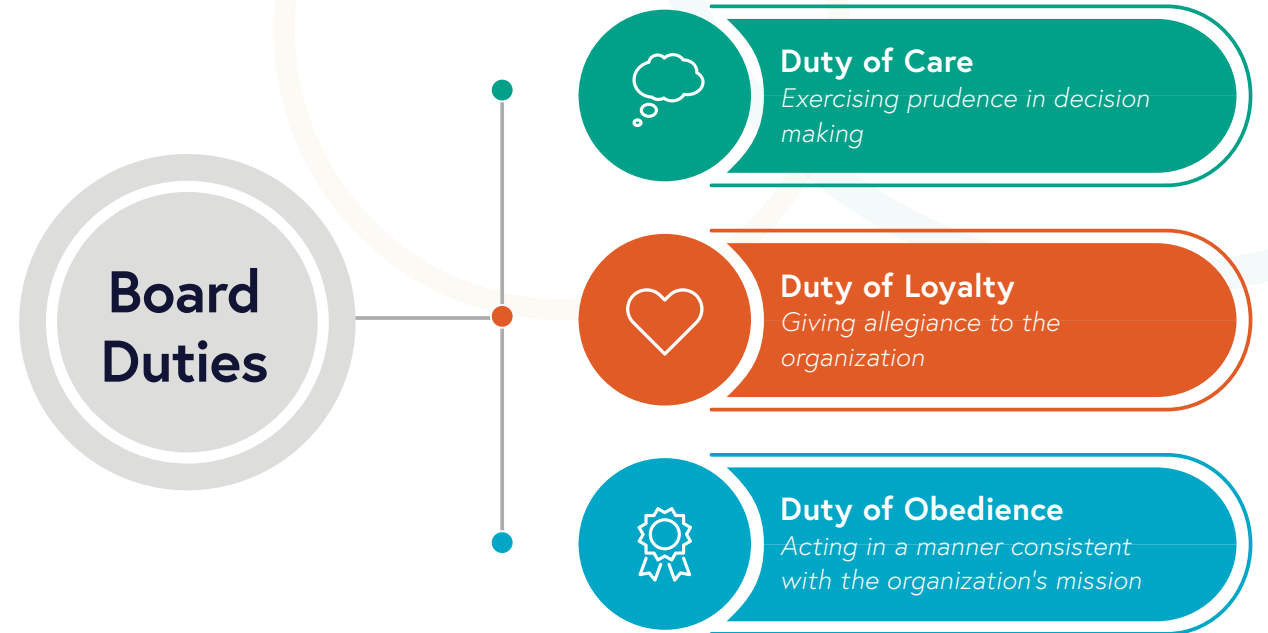 Board
Duties
Duty of Care
Exercising prudence in decision
making
Duty of Loyalty
Giving allegiance to the
organization
Duty of Obedience
Acting in a manner consistent
with the organization's mission